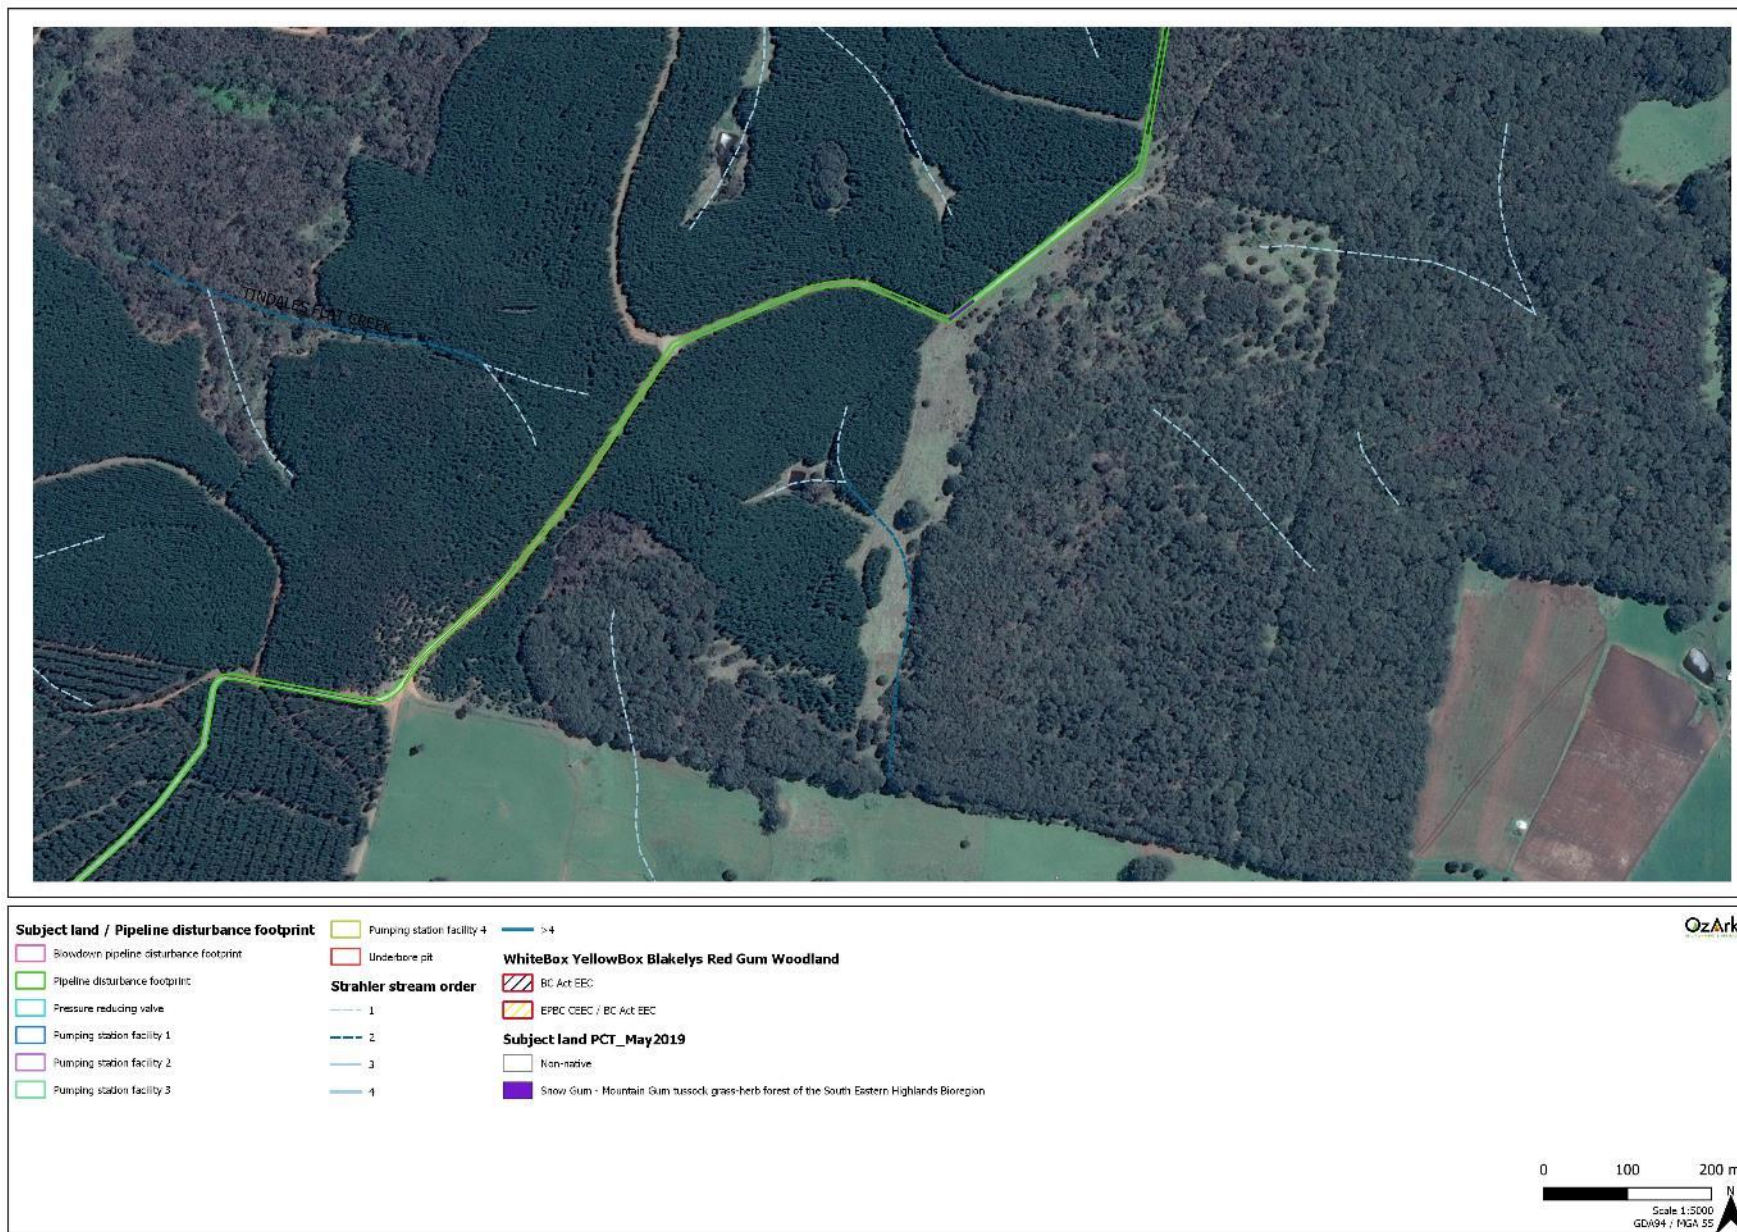 TINDALES FLAT CREEK
Subject land / Pipeline disturbance footprint
Blowdown pipeline disturbance footprint
Pipeline disturbance footprint
Pressure reducing valve
Pumping station facility 1
Pumping station facility 2
Pumping station facility 3
Pumping station facility 4
Underbore pit
Strahler stream order
1
2
3
4
>4
WhiteBox YellowBox Blakelys Red Gum Woodland
BC Act EEC
EPBC CEEC / BC Act EEC
Subject land PCT_May2019
Non-native
Snow Gum - Mountain Gum tussock grass-herb forest of the South Eastern Highlands Bioregion
OzArk
0 100 200 m
N
Scale 1:5000
GDA94 / MGA 55